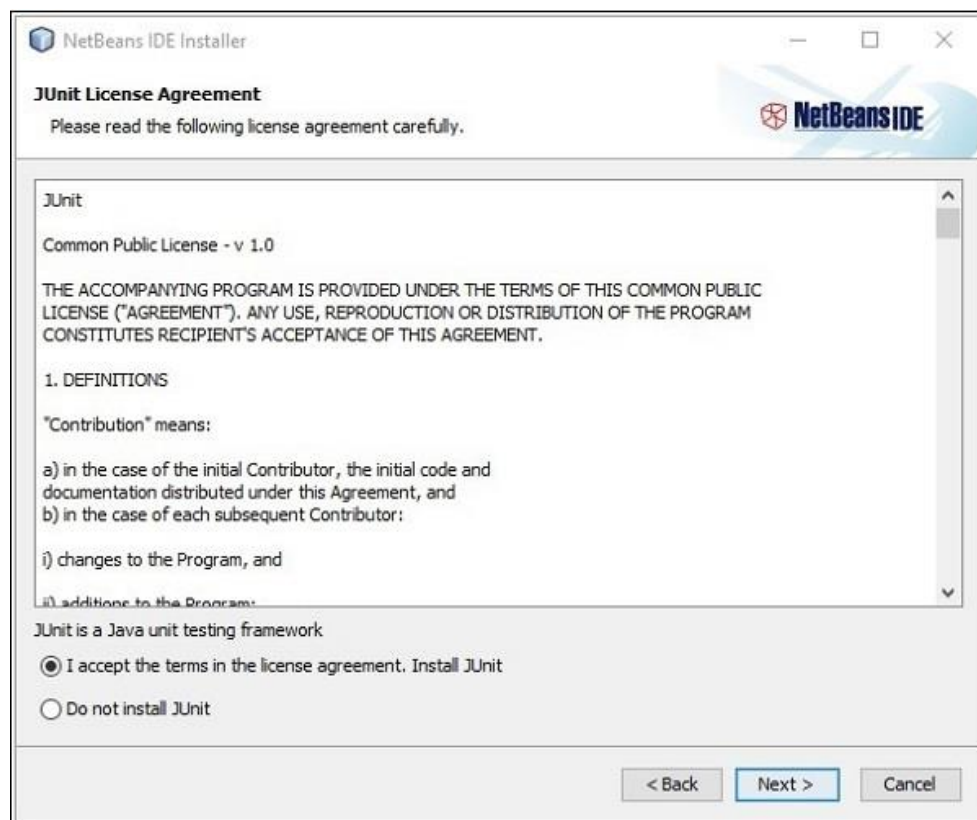 NetBeans IDE Installer
JUnit License Agreement
Please read the following license agreement carefully.
NetBeans IDE
JUnit
Common Public License - v 1.0
THE ACCOMPANYING PROGRAM IS PROVIDED UNDER THE TERMS OF THIS COMMON PUBLIC
LICENSE ("AGREEMENT"). ANY USE, REPRODUCTION OR DISTRIBUTION OF THE PROGRAM
CONSTITUTES RECIPIENT'S ACCEPTANCE OF THIS AGREEMENT.
1. DEFINITIONS
"Contribution" means:
a) in the case of the initial Contributor, the initial code and
documentation distributed under this Agreement, and
b) in the case of each subsequent Contributor:
i) changes to the Program, and
ii) additions to the Program;
JUnit is a Java unit testing framework
I accept the terms in the license agreement. Install JUnit
Do not install JUnit
< Back Next > Cancel